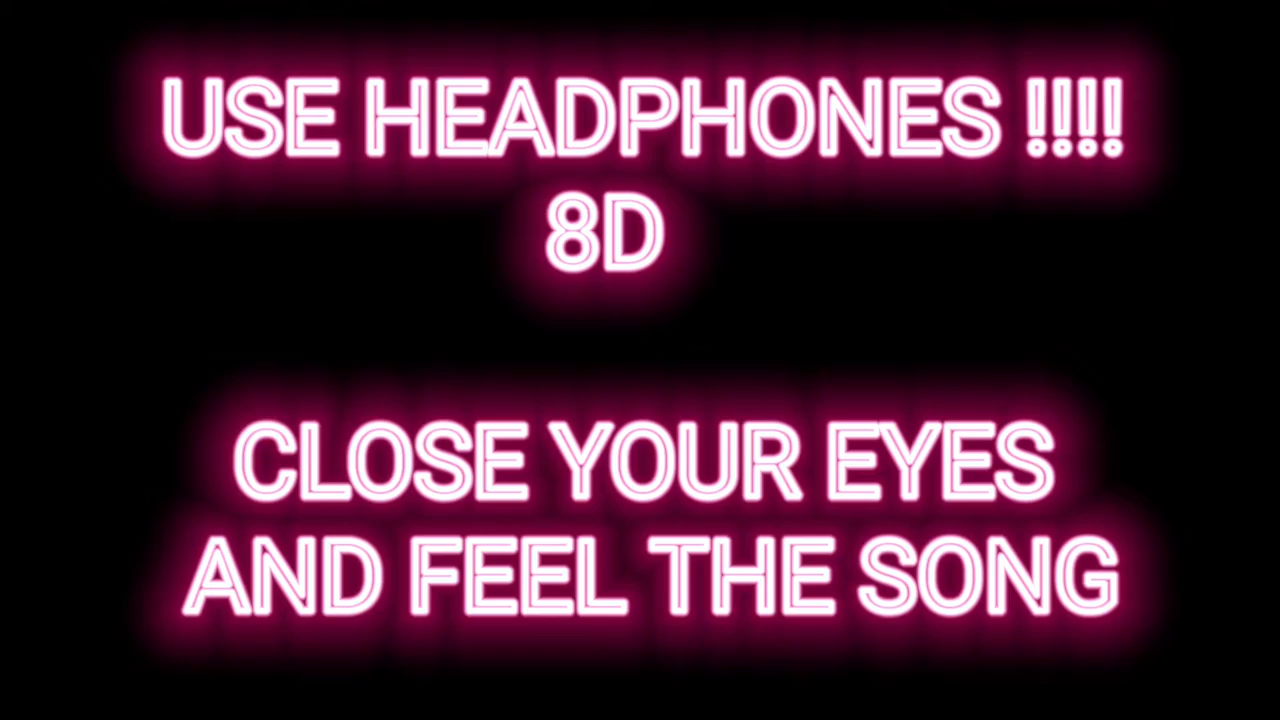 USE HEADPHONES !!!!
8D
CLOSE YOUR EYES
AND FEEL THE SONG